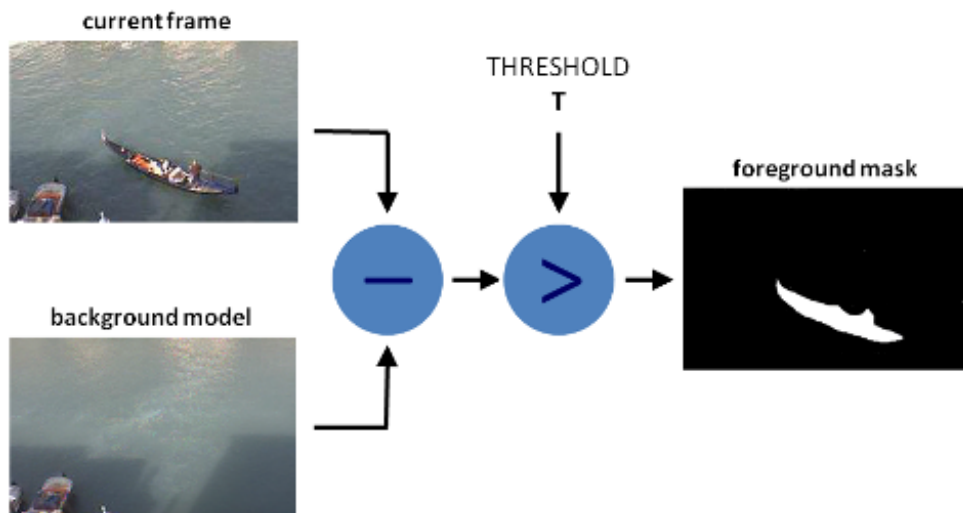 current frame
THRESHOLD
T
foreground mask
−
>
background model